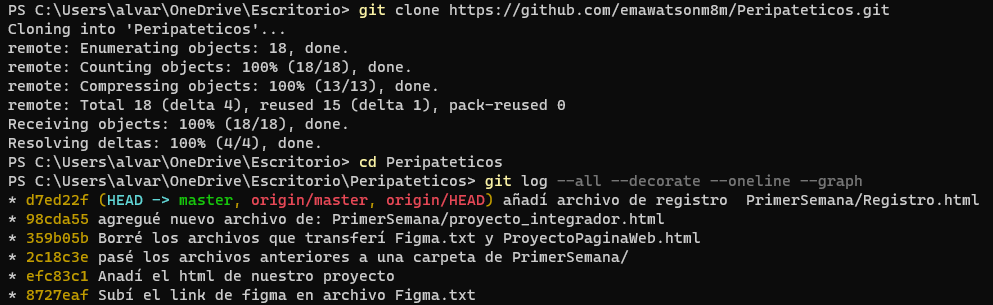 PS C:\Users\alvar\OneDrive\Escritorio> git clone https://github.com/emawatsonm8m/Peripateticos.git
Cloning into 'Peripateticos'...
remote: Enumerating objects: 18, done.
remote: Counting objects: 100% (18/18), done.
remote: Compressing objects: 100% (13/13), done.
remote: Total 18 (delta 4), reused 15 (delta 1), pack-reused 0
Receiving objects: 100% (18/18), done.
Resolving deltas: 100% (4/4), done.
PS C:\Users\alvar\OneDrive\Escritorio> cd Peripateticos
PS C:\Users\alvar\OneDrive\Escritorio\Peripateticos> git log --all --decorate --oneline --graph
* d7ed22f (HEAD -> master, origin/master, origin/HEAD) añadí archivo de registro  PrimerSemana/Registro.html
* 98cda55 agregué nuevo archivo de: PrimerSemana/proyecto_integrador.html
* 359b05b Borré los archivos que transferí Figma.txt y ProyectoPaginaWeb.html
* 2c18c3e pasé los archivos anteriores a una carpeta de PrimerSemana/
* efc83c1 Anadí el html de nuestro proyecto
* 8727eaf Subí el link de figma en archivo Figma.txt